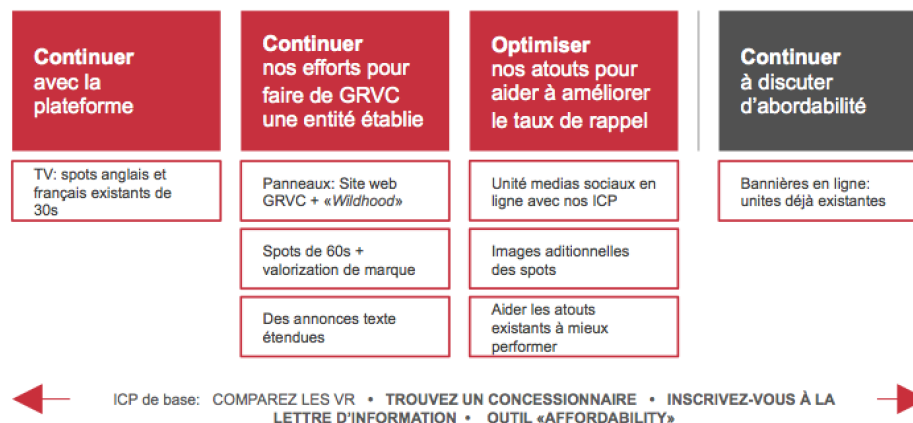 Continuer
avec la
plateforme
Continuer
nos efforts pour
faire de GRVC
une entité établie
Optimiser
nos atouts pour
aider à améliorer
le taux de rappel
Continuer
à discuter
d'abordabilité
TV: spots anglais et
français existants de
30s
Panneaux: Site web
GRVC + «Wildhood»
Spots de 60s +
valorization de marque
Des annonces texte
étendues
Unité medias sociaux en
ligne avec nos ICP
Images aditionnelles
des spots
Aider les atouts
existants à mieux
performer
Bannières en ligne:
unites déjà existantes
ICP de base: COMPAREZ LES VR • TROUVEZ UN CONCESSIONNAIRE • INSCRIVEZ-VOUS À LA
LETTRE D'INFORMATION • OUTIL «AFFORDABILITY»